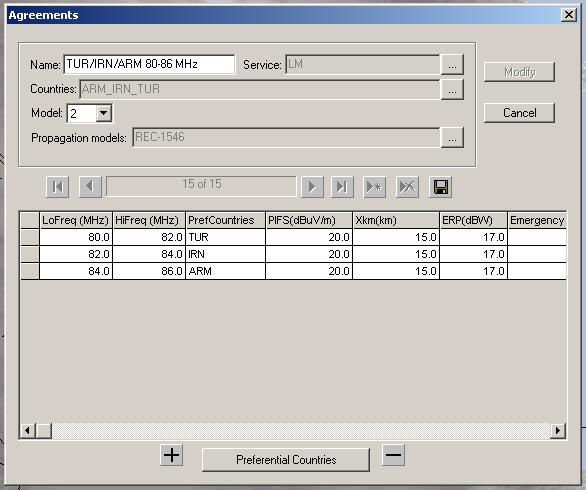 Agreements
Name: TUR/IRN/ARM 80-86 MHz Service: LM ...
Modify
Countries: ARM_IRN_TUR ...
Model: 2
Cancel
Propagation models: REC-1546 ...
15 of 15
LoFreq (MHz) HiFreq (MHz) PrefCountries PIFS(dBuV/m) Xkm(km) ERP(dBW) Emergency
80.0 82.0 TUR 20.0 15.0 17.0
82.0 84.0 IRN 20.0 15.0 17.0
84.0 86.0 ARM 20.0 15.0 17.0
Preferential Countries